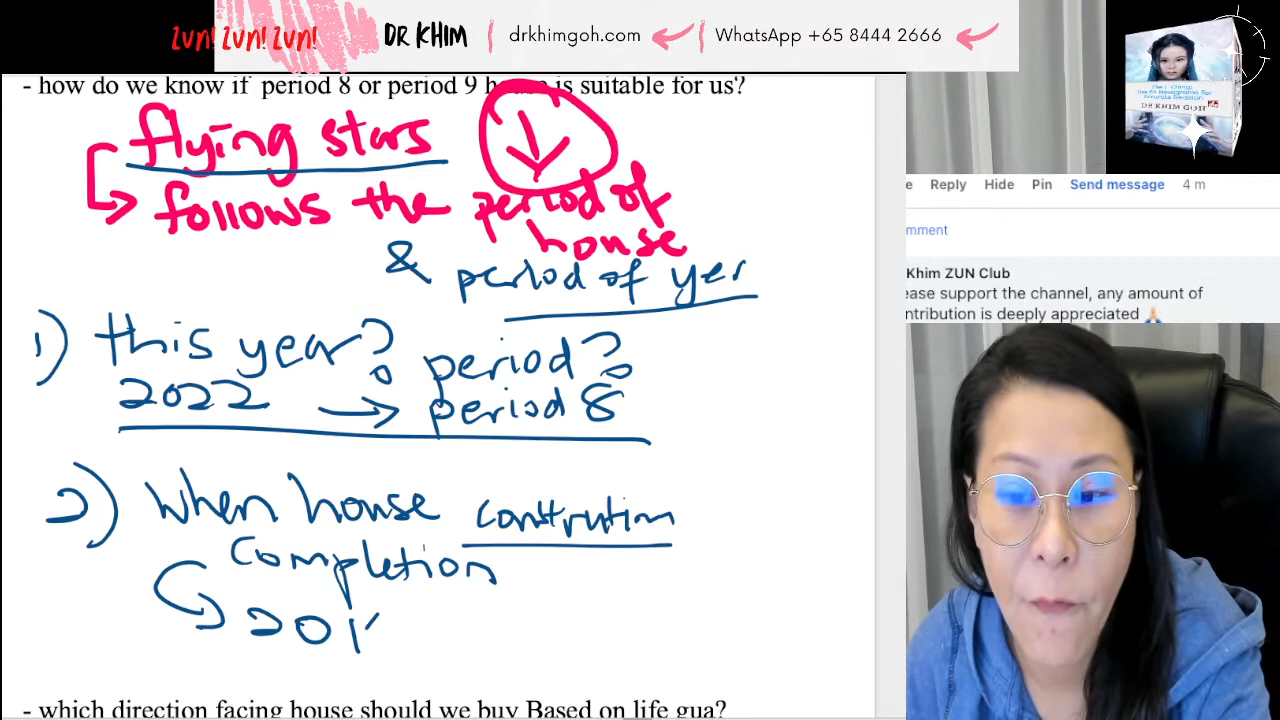 zun! zun! zun! DR KHIM | drkhimgoh.com | WhatsApp +65 8444 2666
- how do we know if period 8 or period 9 house is suitable for us?
flying stars
follows the period of
house
& period of yer
1) this year? period?
2022 → period 8
2) When house constrution
completion
201
- which direction facing house should we buy Based on life gua?
DR KHIM GOH
e Reply Hide Pin Send message 4 m
mment
Khim ZUN Club
ease support the channel, any amount of
ntribution is deeply appreciated 🙏